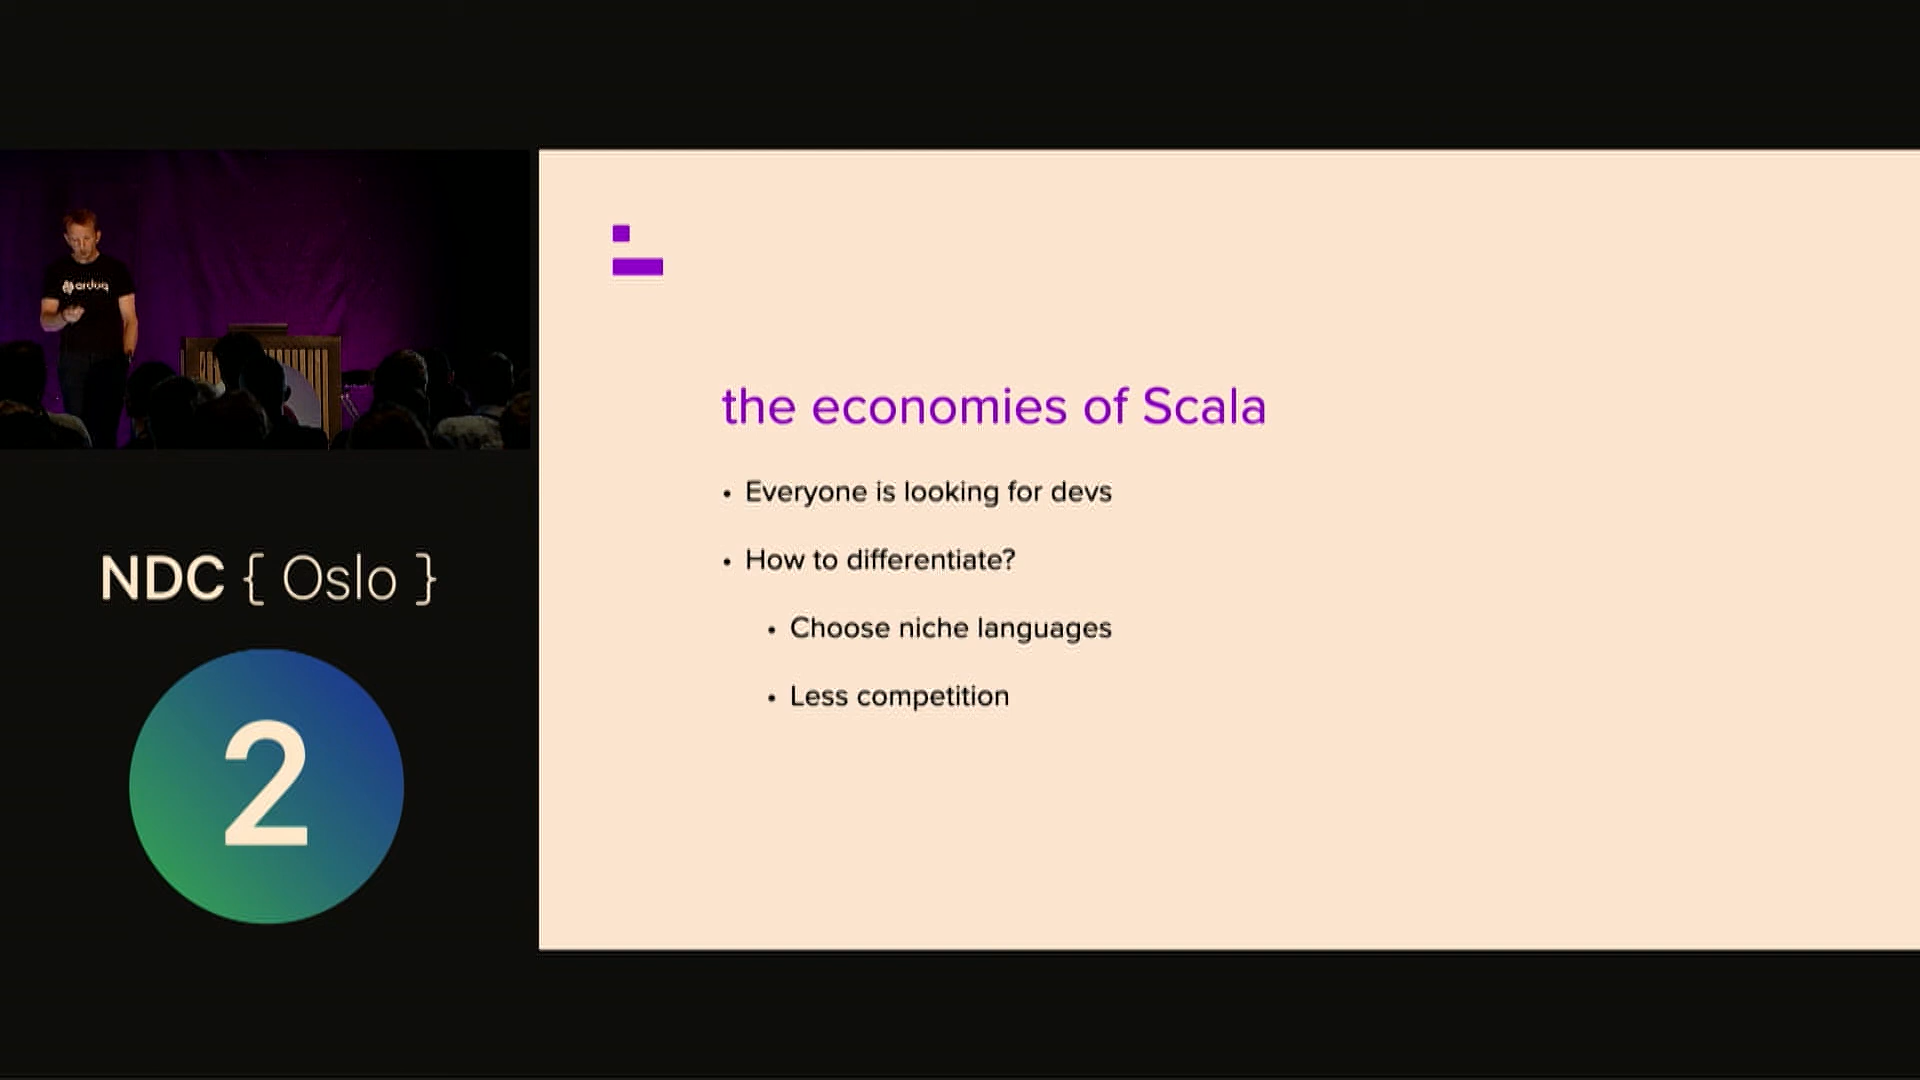 ardoq
NDC { Oslo }
2
the economies of Scala
• Everyone is looking for devs
• How to differentiate?
• Choose niche languages
• Less competition